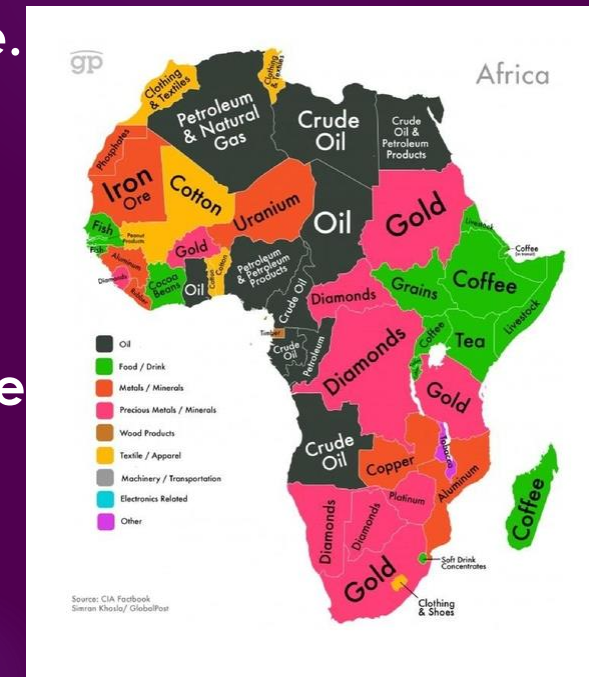 e.
e
gp
Africa
Clothing
& Textiles
Clothing
& Textiles
Petroleum
& Natural
Gas
Crude
Oil
Crude
Oil &
Petroleum
Products
Phosphates
Iron
Ore
Cotton
Uranium
Oil
Gold
Livestock
Coffee
(in transit)
Fish
Peanut
Products
Fish
Aluminum
Diamonds
Rubber
Cocoa
Beans
Gold
Oil
Cotton
Cotton
Petroleum
& Petroleum
Products
Crude Oil
Diamonds
Grains
Coffee
Livestock
Timber
Crude
Oil
Petroleum
Diamonds
Coffee
Tea
Gold
Crude
Oil
Copper
Tobacco
Aluminum
Diamonds
Diamonds
Platinum
Coffee
Gold
Soft Drink
Concentrates
Clothing
& Shoes
Oil
Food / Drink
Metals / Minerals
Precious Metals / Minerals
Wood Products
Textile / Apparel
Machinery / Transportation
Electronics Related
Other
Source: CIA Factbook
Simran Khosla/ GlobalPost